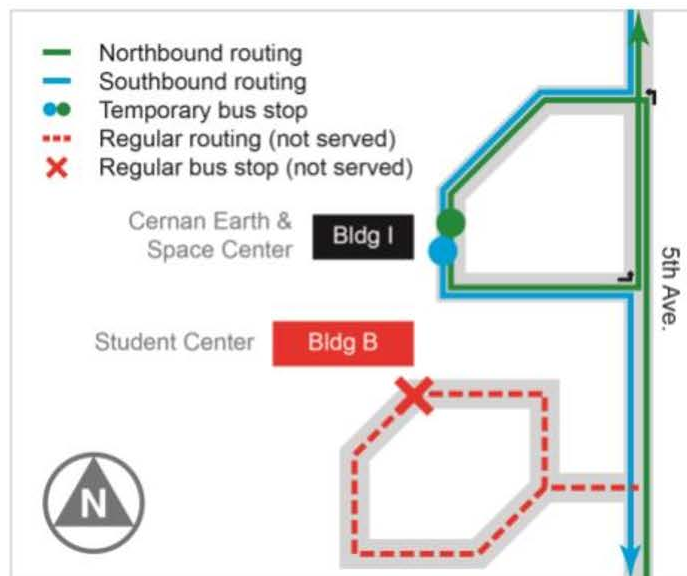 Northbound routing
Southbound routing
Temporary bus stop
Regular routing (not served)
Regular bus stop (not served)
Cernan Earth &
Space Center
Bldg I
5th Ave.
Student Center
Bldg B
N